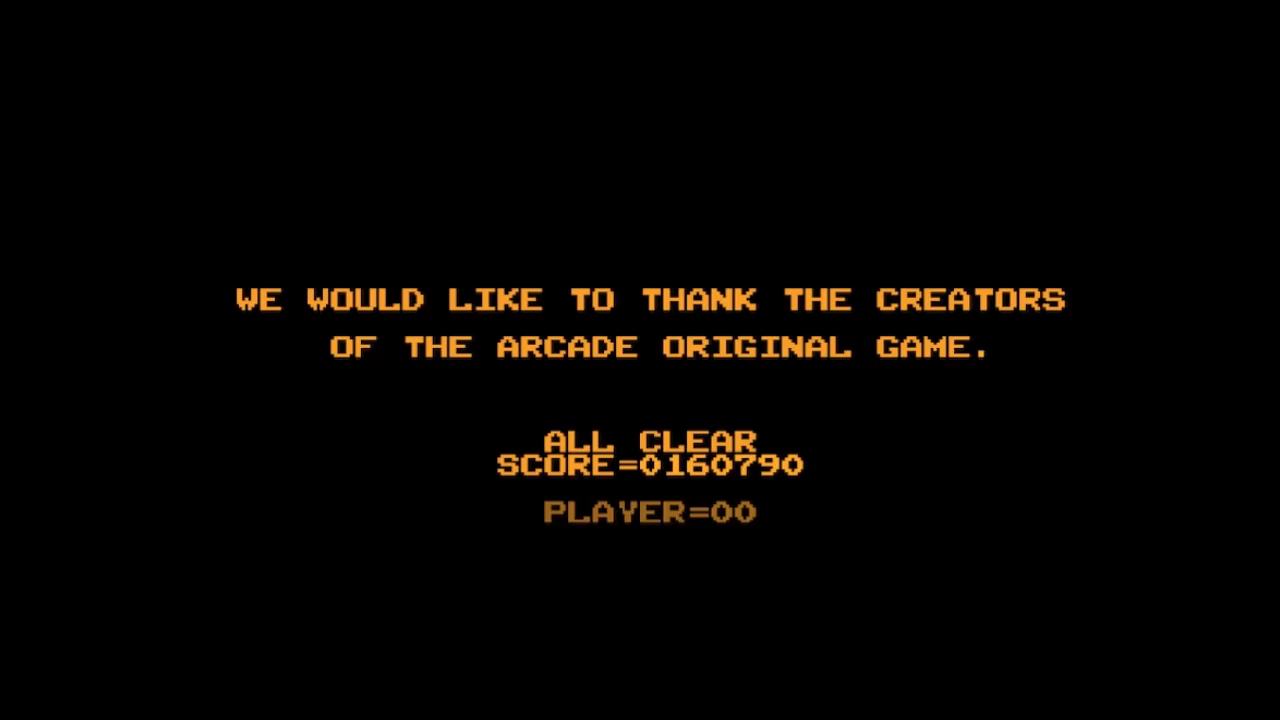 WE WOULD LIKE TO THANK THE CREATORS
OF THE ARCADE ORIGINAL GAME.
ALL CLEAR
SCORE=0160790
PLAYER=00